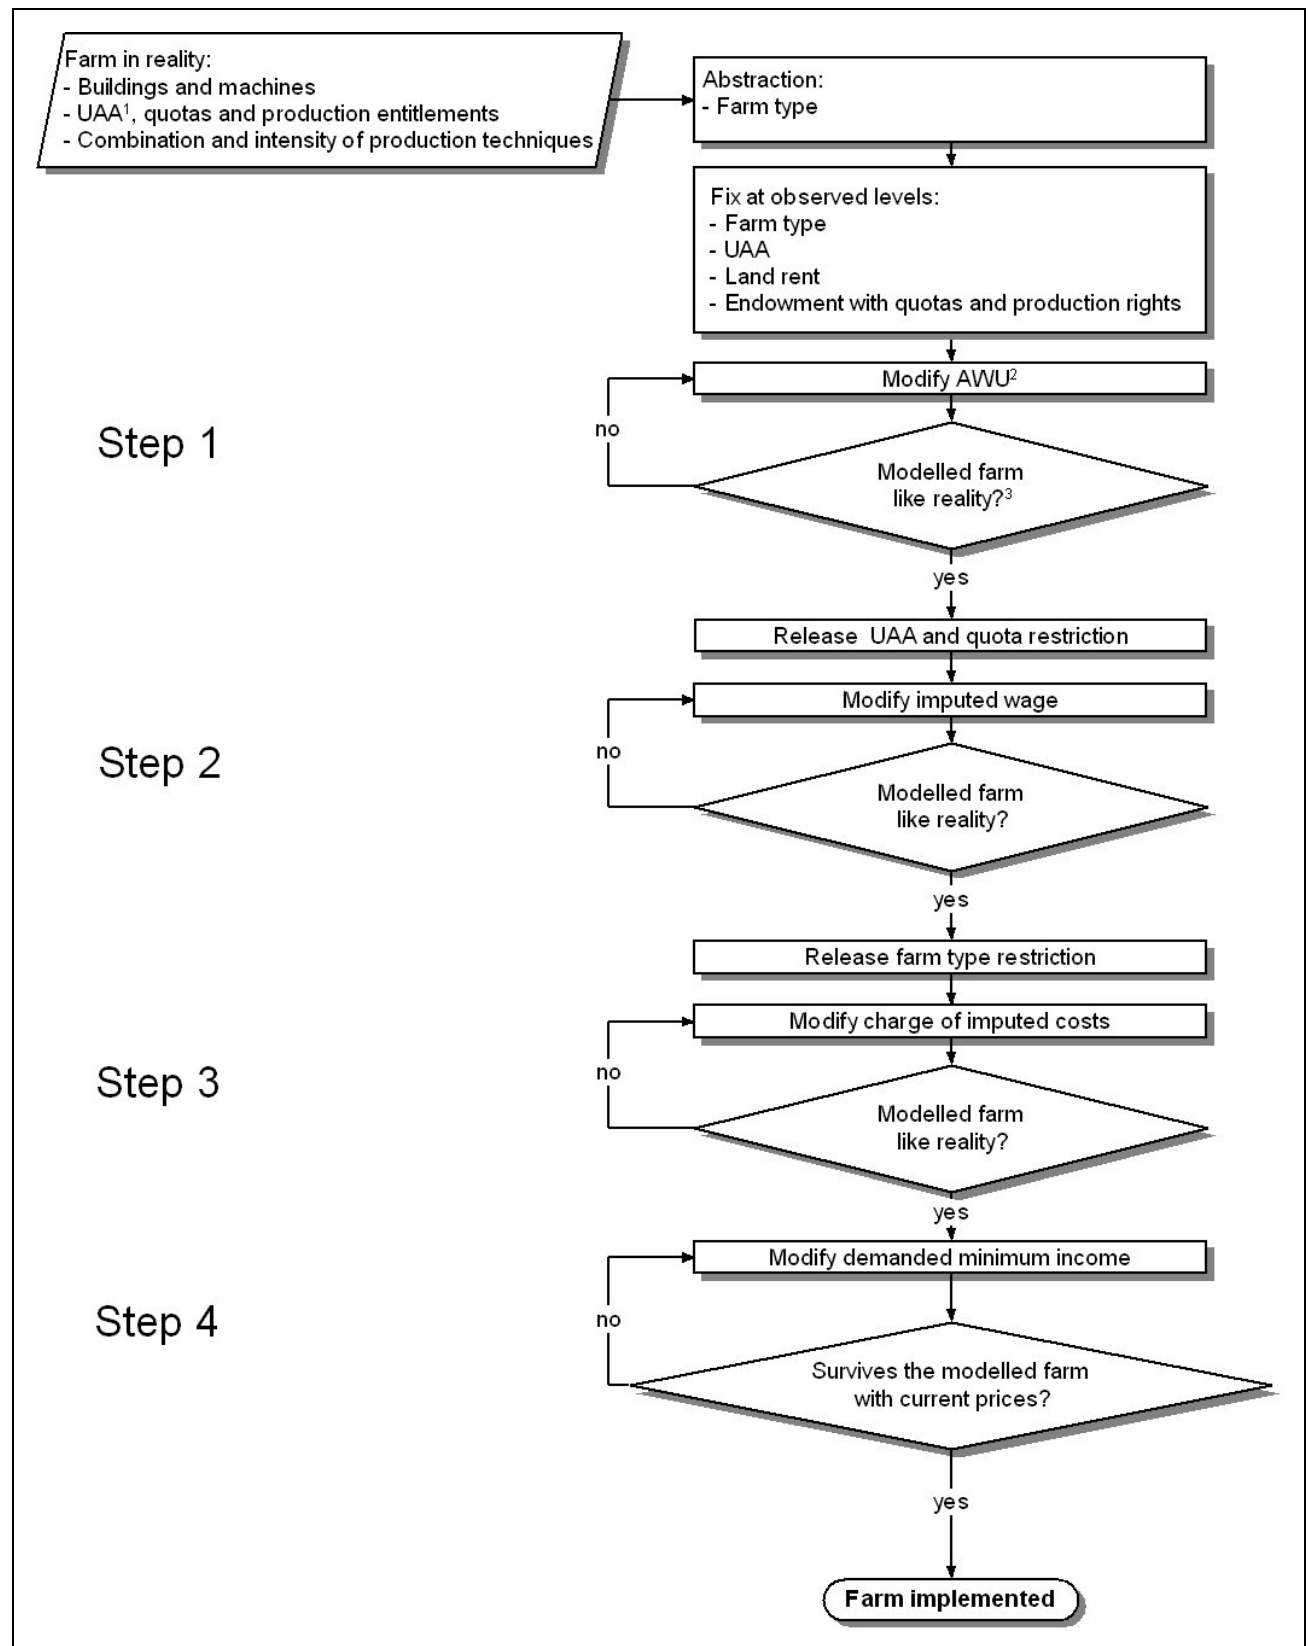 Farm in reality:
- Buildings and machines
- UAA¹, quotas and production entitlements
- Combination and intensity of production techniques
Abstraction:
- Farm type
Fix at observed levels:
- Farm type
- UAA
- Land rent
- Endowment with quotas and production rights
Modify AWU²
Step 1
no
Modelled farm
like reality?³
yes
Release UAA and quota restriction
Modify imputed wage
Step 2
no
Modelled farm
like reality?
yes
Release farm type restriction
Modify charge of imputed costs
Step 3
no
Modelled farm
like reality?
yes
Modify demanded minimum income
Step 4
no
Survives the modelled farm
with current prices?
yes
Farm implemented